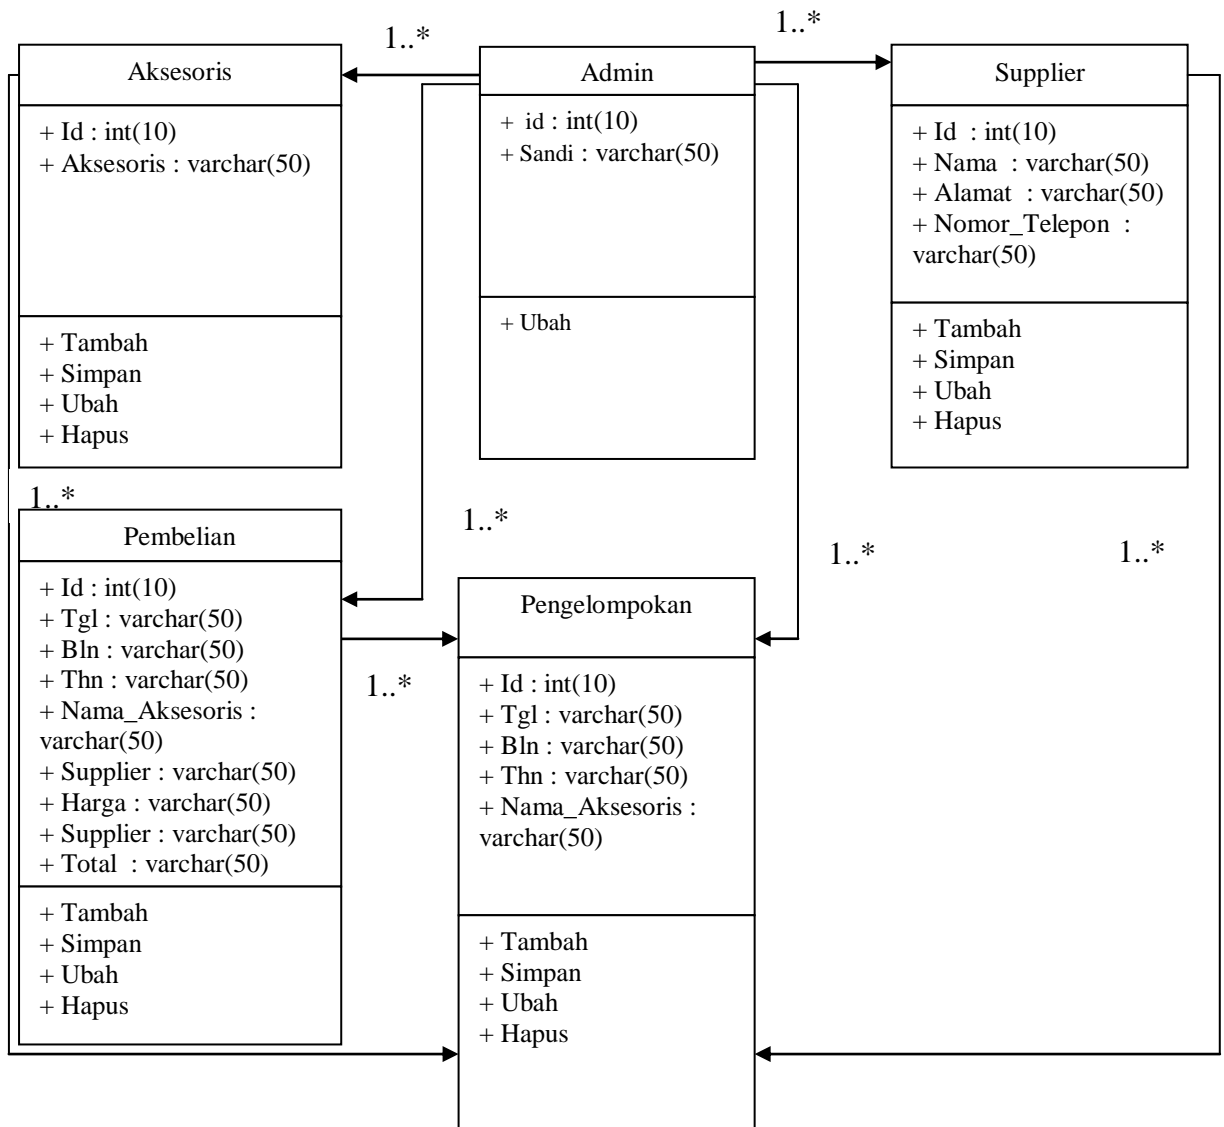 1..*
1..*
Aksesoris
+ Id : int(10)
+ Aksesoris : varchar(50)
+ Tambah
+ Simpan
+ Ubah
+ Hapus
Admin
+ id : int(10)
+ Sandi : varchar(50)
+ Ubah
Supplier
+ Id : int(10)
+ Nama : varchar(50)
+ Alamat : varchar(50)
+ Nomor_Telepon :
varchar(50)
+ Tambah
+ Simpan
+ Ubah
+ Hapus
1..*
1..*
1..*
1..*
Pembelian
+ Id : int(10)
+ Tgl : varchar(50)
+ Bln : varchar(50)
+ Thn : varchar(50)
+ Nama_Aksesoris :
varchar(50)
+ Supplier : varchar(50)
+ Harga : varchar(50)
+ Supplier : varchar(50)
+ Total : varchar(50)
+ Tambah
+ Simpan
+ Ubah
+ Hapus
1..*
Pengelompokan
+ Id : int(10)
+ Tgl : varchar(50)
+ Bln : varchar(50)
+ Thn : varchar(50)
+ Nama_Aksesoris :
varchar(50)
+ Tambah
+ Simpan
+ Ubah
+ Hapus